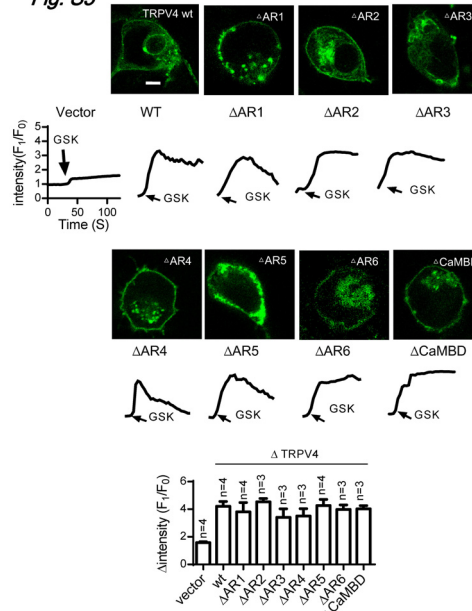 Fig. S5
TRPV4 wt
△AR1
△AR2
△AR3
Vector
WT
ΔAR1
ΔAR2
ΔAR3
intensity(F1/F0)
5
4
3
2
1
0
GSK
0
50
100
Time (S)
GSK
GSK
GSK
GSK
△AR4
△AR5
△AR6
△CaMBD
ΔAR4
ΔAR5
ΔAR6
ΔCaMBD
GSK
GSK
GSK
GSK
Δ TRPV4
Δintensity (F1/F0)
6
4
2
0
n=4
n=4
n=4
n=3
n=3
n=3
n=4
n=3
n=3
vector
wt
ΔAR1
ΔAR2
ΔAR3
ΔAR4
ΔAR5
ΔAR6
CaMBD